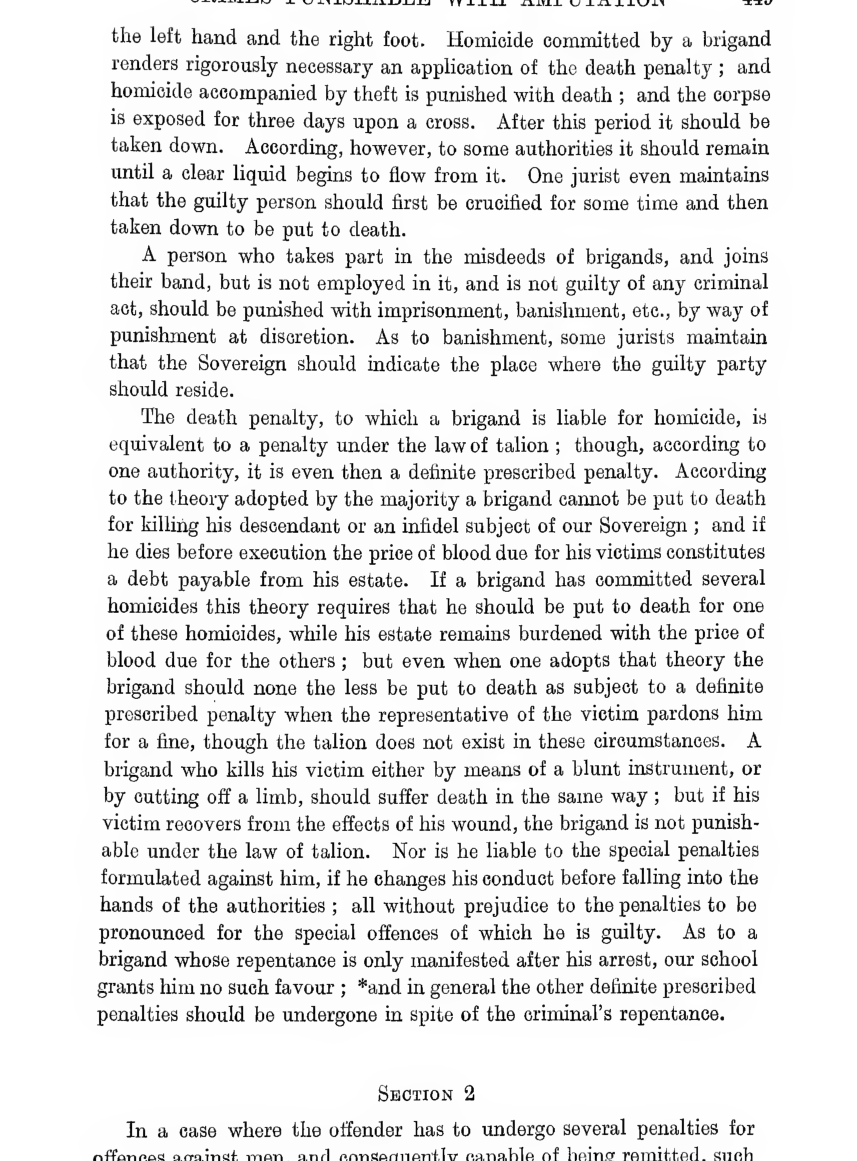 CRIMES PUNISHABLE WITH AMPUTATION 449
the left hand and the right foot. Homicide committed by a brigand
renders rigorously necessary an application of the death penalty ; and
homicide accompanied by theft is punished with death ; and the corpse
is exposed for three days upon a cross. After this period it should be
taken down. According, however, to some authorities it should remain
until a clear liquid begins to flow from it. One jurist even maintains
that the guilty person should first be crucified for some time and then
taken down to be put to death.
A person who takes part in the misdeeds of brigands, and joins
their band, but is not employed in it, and is not guilty of any criminal
act, should be punished with imprisonment, banishment, etc., by way of
punishment at discretion. As to banishment, some jurists maintain
that the Sovereign should indicate the place where the guilty party
should reside.
The death penalty, to which a brigand is liable for homicide, is
equivalent to a penalty under the law of talion ; though, according to
one authority, it is even then a definite prescribed penalty. According
to the theory adopted by the majority a brigand cannot be put to death
for killing his descendant or an infidel subject of our Sovereign ; and if
he dies before execution the price of blood due for his victims constitutes
a debt payable from his estate. If a brigand has committed several
homicides this theory requires that he should be put to death for one
of these homicides, while his estate remains burdened with the price of
blood due for the others ; but even when one adopts that theory the
brigand should none the less be put to death as subject to a definite
prescribed penalty when the representative of the victim pardons him
for a fine, though the talion does not exist in these circumstances. A
brigand who kills his victim either by means of a blunt instrument, or
by cutting off a limb, should suffer death in the same way ; but if his
victim recovers from the effects of his wound, the brigand is not punish-
able under the law of talion. Nor is he liable to the special penalties
formulated against him, if he changes his conduct before falling into the
hands of the authorities ; all without prejudice to the penalties to be
pronounced for the special offences of which he is guilty. As to a
brigand whose repentance is only manifested after his arrest, our school
grants him no such favour ; *and in general the other definite prescribed
penalties should be undergone in spite of the criminal's repentance.
SECTION 2
In a case where the offender has to undergo several penalties for
offences against men, and consequently capable of being remitted, such